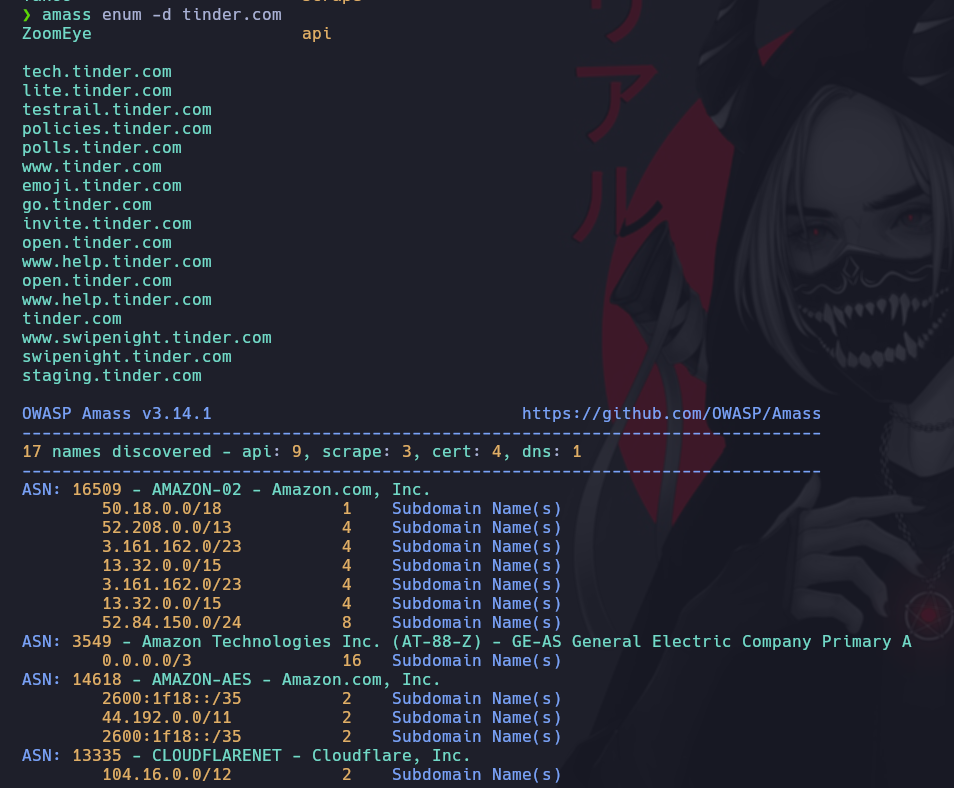 ❯ amass enum -d tinder.com
ZoomEye api

tech.tinder.com
lite.tinder.com
testrail.tinder.com
policies.tinder.com
polls.tinder.com
www.tinder.com
emoji.tinder.com
go.tinder.com
invite.tinder.com
open.tinder.com
www.help.tinder.com
open.tinder.com
www.help.tinder.com
tinder.com
www.swipenight.tinder.com
swipenight.tinder.com
staging.tinder.com

OWASP Amass v3.14.1 https://github.com/OWASP/Amass
--------------------------------------------------------------------------------
17 names discovered - api: 9, scrape: 3, cert: 4, dns: 1
--------------------------------------------------------------------------------
ASN: 16509 - AMAZON-02 - Amazon.com, Inc.
50.18.0.0/18 1 Subdomain Name(s)
52.208.0.0/13 4 Subdomain Name(s)
3.161.162.0/23 4 Subdomain Name(s)
13.32.0.0/15 4 Subdomain Name(s)
3.161.162.0/23 4 Subdomain Name(s)
13.32.0.0/15 4 Subdomain Name(s)
52.84.150.0/24 8 Subdomain Name(s)
ASN: 3549 - Amazon Technologies Inc. (AT-88-Z) - GE-AS General Electric Company Primary A
0.0.0.0/3 16 Subdomain Name(s)
ASN: 14618 - AMAZON-AES - Amazon.com, Inc.
2600:1f18::/35 2 Subdomain Name(s)
44.192.0.0/11 2 Subdomain Name(s)
2600:1f18::/35 2 Subdomain Name(s)
ASN: 13335 - CLOUDFLARENET - Cloudflare, Inc.
104.16.0.0/12 2 Subdomain Name(s)
アル